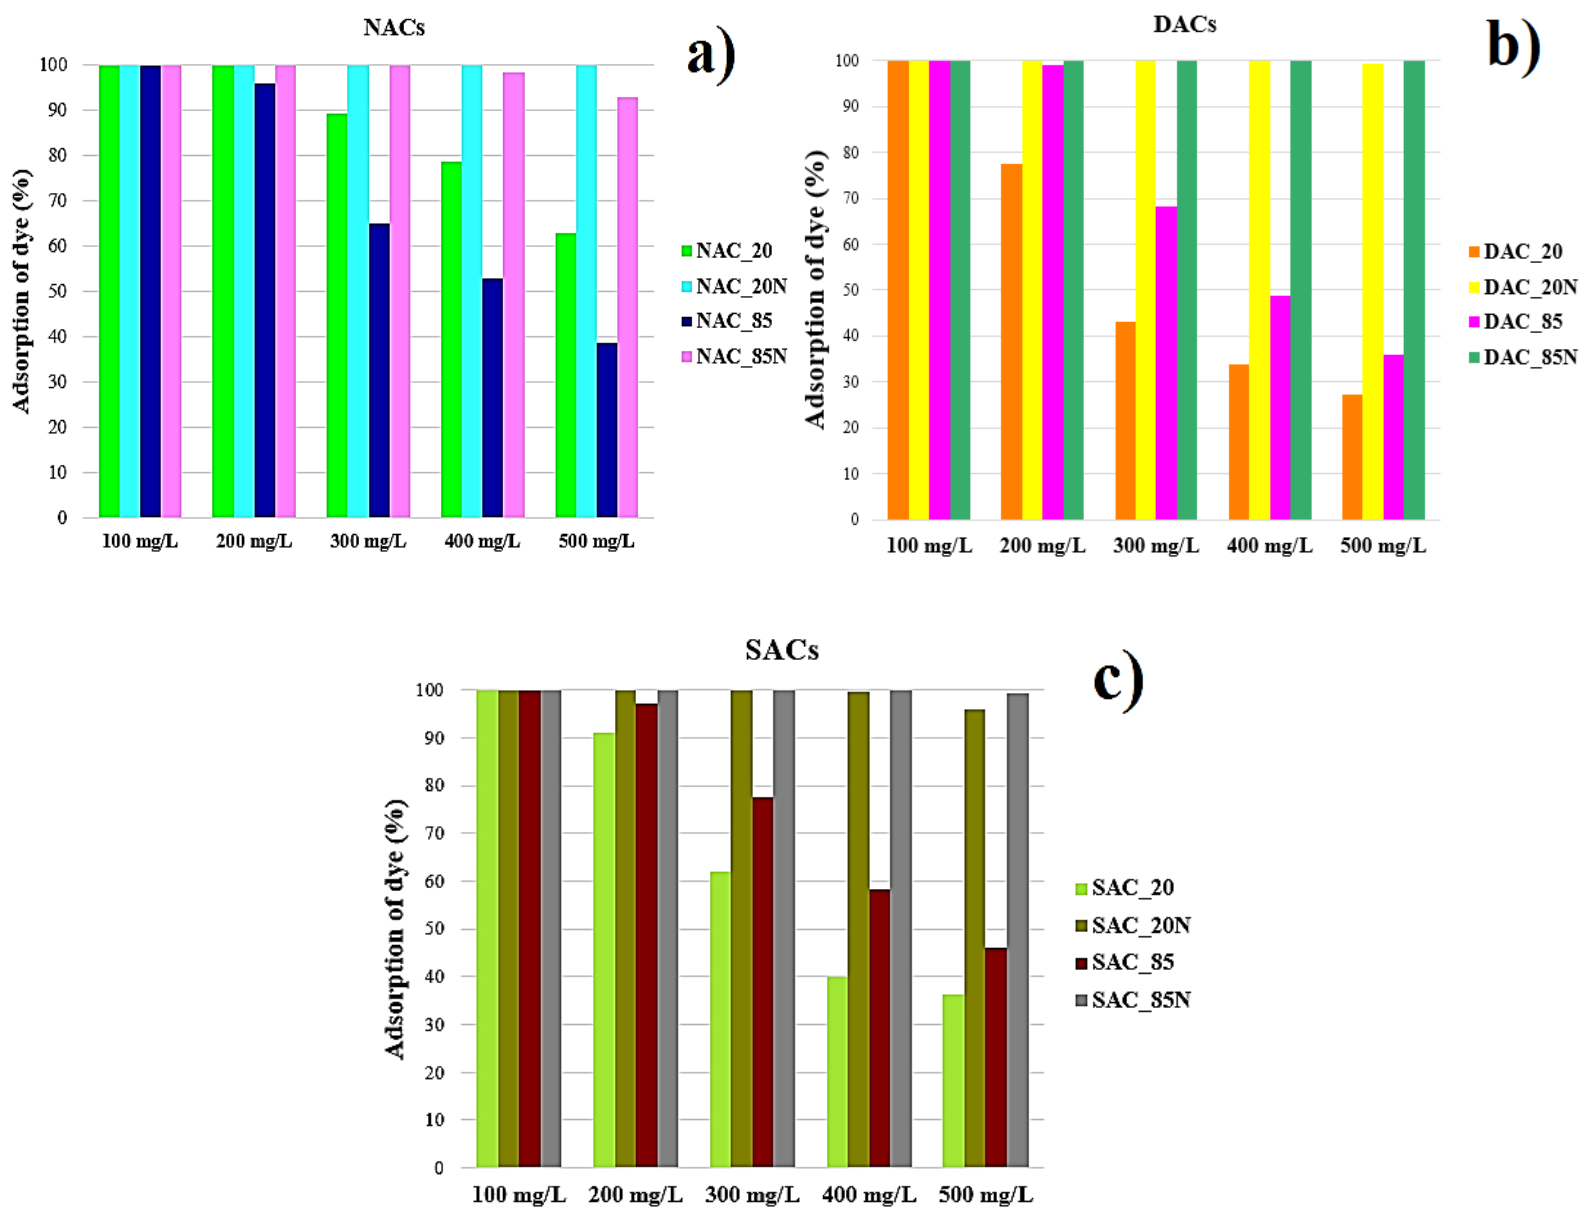 NACs
a)
Adsorption of dye (%)
100
90
80
70
60
50
40
30
20
10
0
100 mg/L 200 mg/L 300 mg/L 400 mg/L 500 mg/L
NAC_20
NAC_20N
NAC_85
NAC_85N
DACs
b)
Adsorption of dye (%)
100
90
80
70
60
50
40
30
20
10
0
100 mg/L 200 mg/L 300 mg/L 400 mg/L 500 mg/L
DAC_20
DAC_20N
DAC_85
DAC_85N
SACs
c)
Adsorption of dye (%)
100
90
80
70
60
50
40
30
20
10
0
100 mg/L 200 mg/L 300 mg/L 400 mg/L 500 mg/L
SAC_20
SAC_20N
SAC_85
SAC_85N